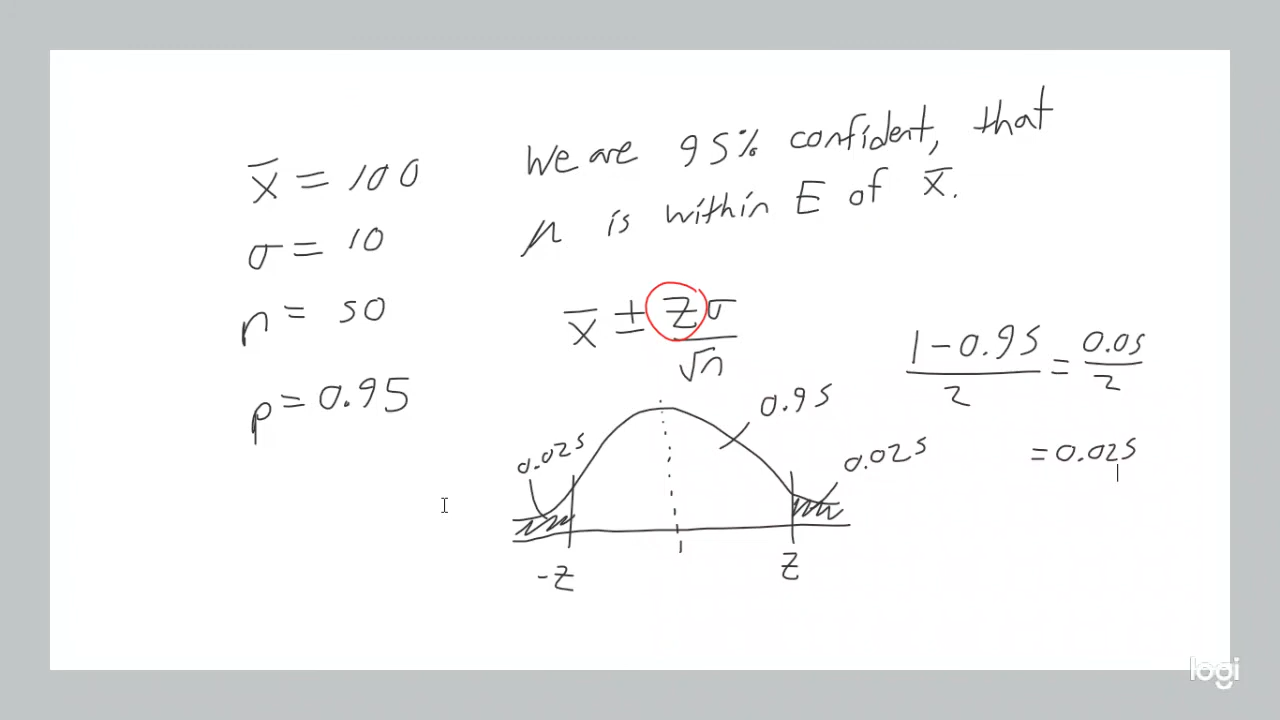 x̄ = 100
σ = 10
n = 50
p = 0.95
We are 95% confident, that
μ is within E of x̄.
x̄ ± zσ/√n
(1-0.95)/2 = 0.05/2
= 0.025
0.025
0.95
0.025
-z
z
logi